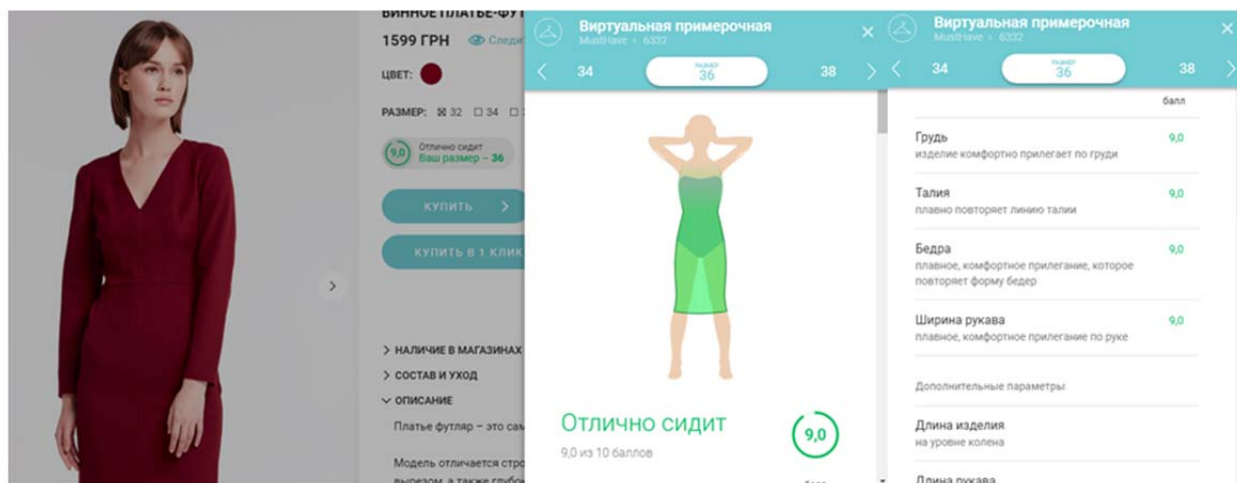 ВИННОЕ ПЛАТЬЕ-ФУТ
1599 ГРН Следи
ЦВЕТ:
РАЗМЕР: 32 34
9,0 Отлично сидит
Ваш размер – 36
КУПИТЬ
КУПИТЬ В 1 КЛИК
НАЛИЧИЕ В МАГАЗИНАХ
СОСТАВ И УХОД
ОПИСАНИЕ
Платье футляр – это сам
Модель отличается стро
вырезом, а также глубок
Виртуальная примерочная
MustHave > 6332
34 РАЗМЕР 36 38
Отлично сидит
9,0 из 10 баллов
9,0
балл
Виртуальная примерочная
MustHave > 6332
34 РАЗМЕР 36 38
балл
Грудь 9,0
изделие комфортно прилегает по груди
Талия 9,0
плавно повторяет линию талии
Бедра 9,0
плавное, комфортное прилегание, которое
повторяет форму бедер
Ширина рукава 9,0
плавное, комфортное прилегание по руке
Дополнительные параметры
Длина изделия
на уровне колена
Длина рукава